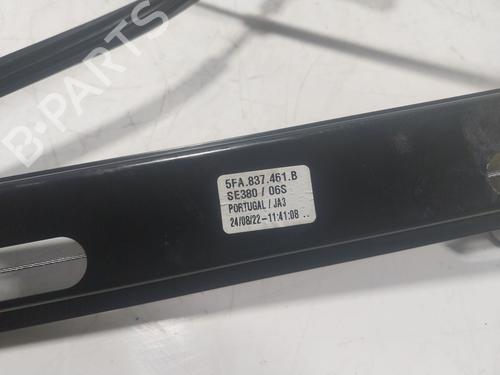 B-PARTS
5FA.837.461.B
SE380 / 06S
PORTUGAL / JA3
24/08/22-11:41:08 ..